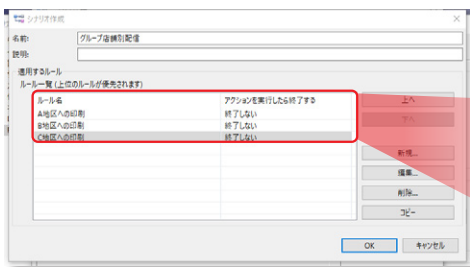 シナリオ作成
名前:
グループ店舗別配信
説明:
適用するルール
ルール一覧 (上位のルールが優先されます)
ルール名 アクションを実行したら終了する
A地区への印刷 終了しない
B地区への印刷 終了しない
C地区への印刷 終了しない
上へ
下へ
新規...
編集...
削除...
コピー
OK キャンセル